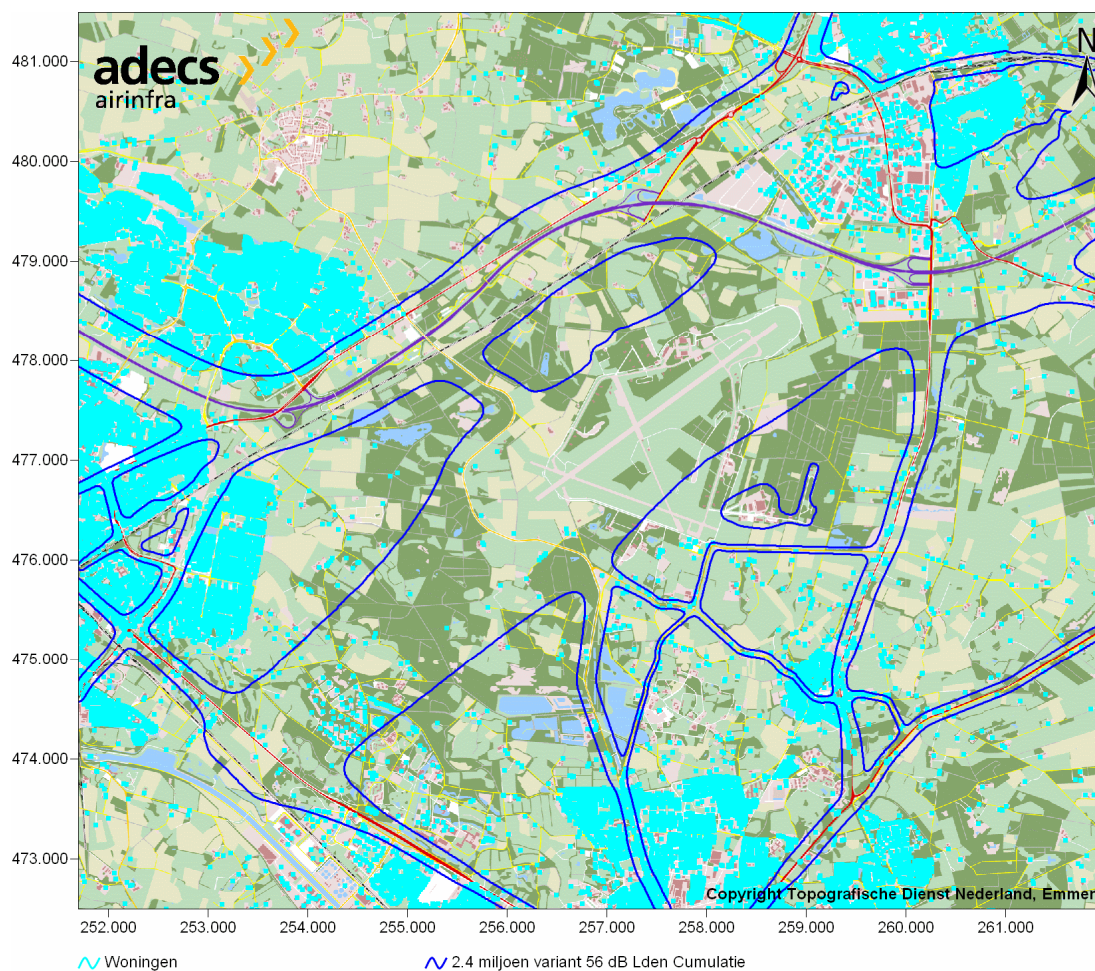 adecs
airinfra
N
481.000
480.000
479.000
478.000
477.000
476.000
475.000
474.000
473.000
Copyright Topografische Dienst Nederland, Emmen
252.000 253.000 254.000 255.000 256.000 257.000 258.000 259.000 260.000 261.000
Woningen 2.4 miljoen variant 56 dB Lden Cumulatie